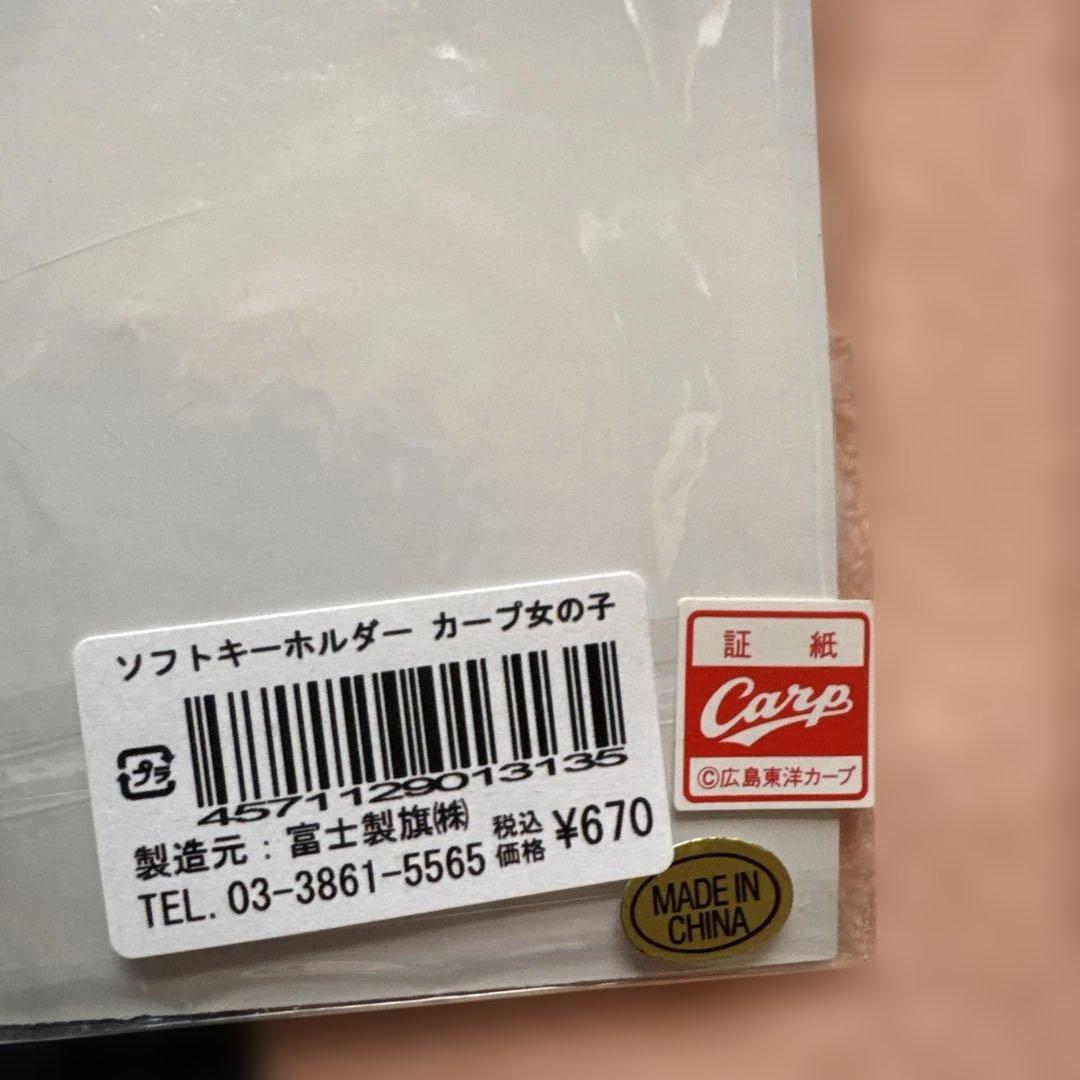 ソフトキーホルダー カープ女の子
プラ
4571129013135
製造元：富士製旗㈱ 税込価格 ¥670
TEL. 03-3861-5565
証 紙
Carp
©広島東洋カープ
MADE IN
CHINA